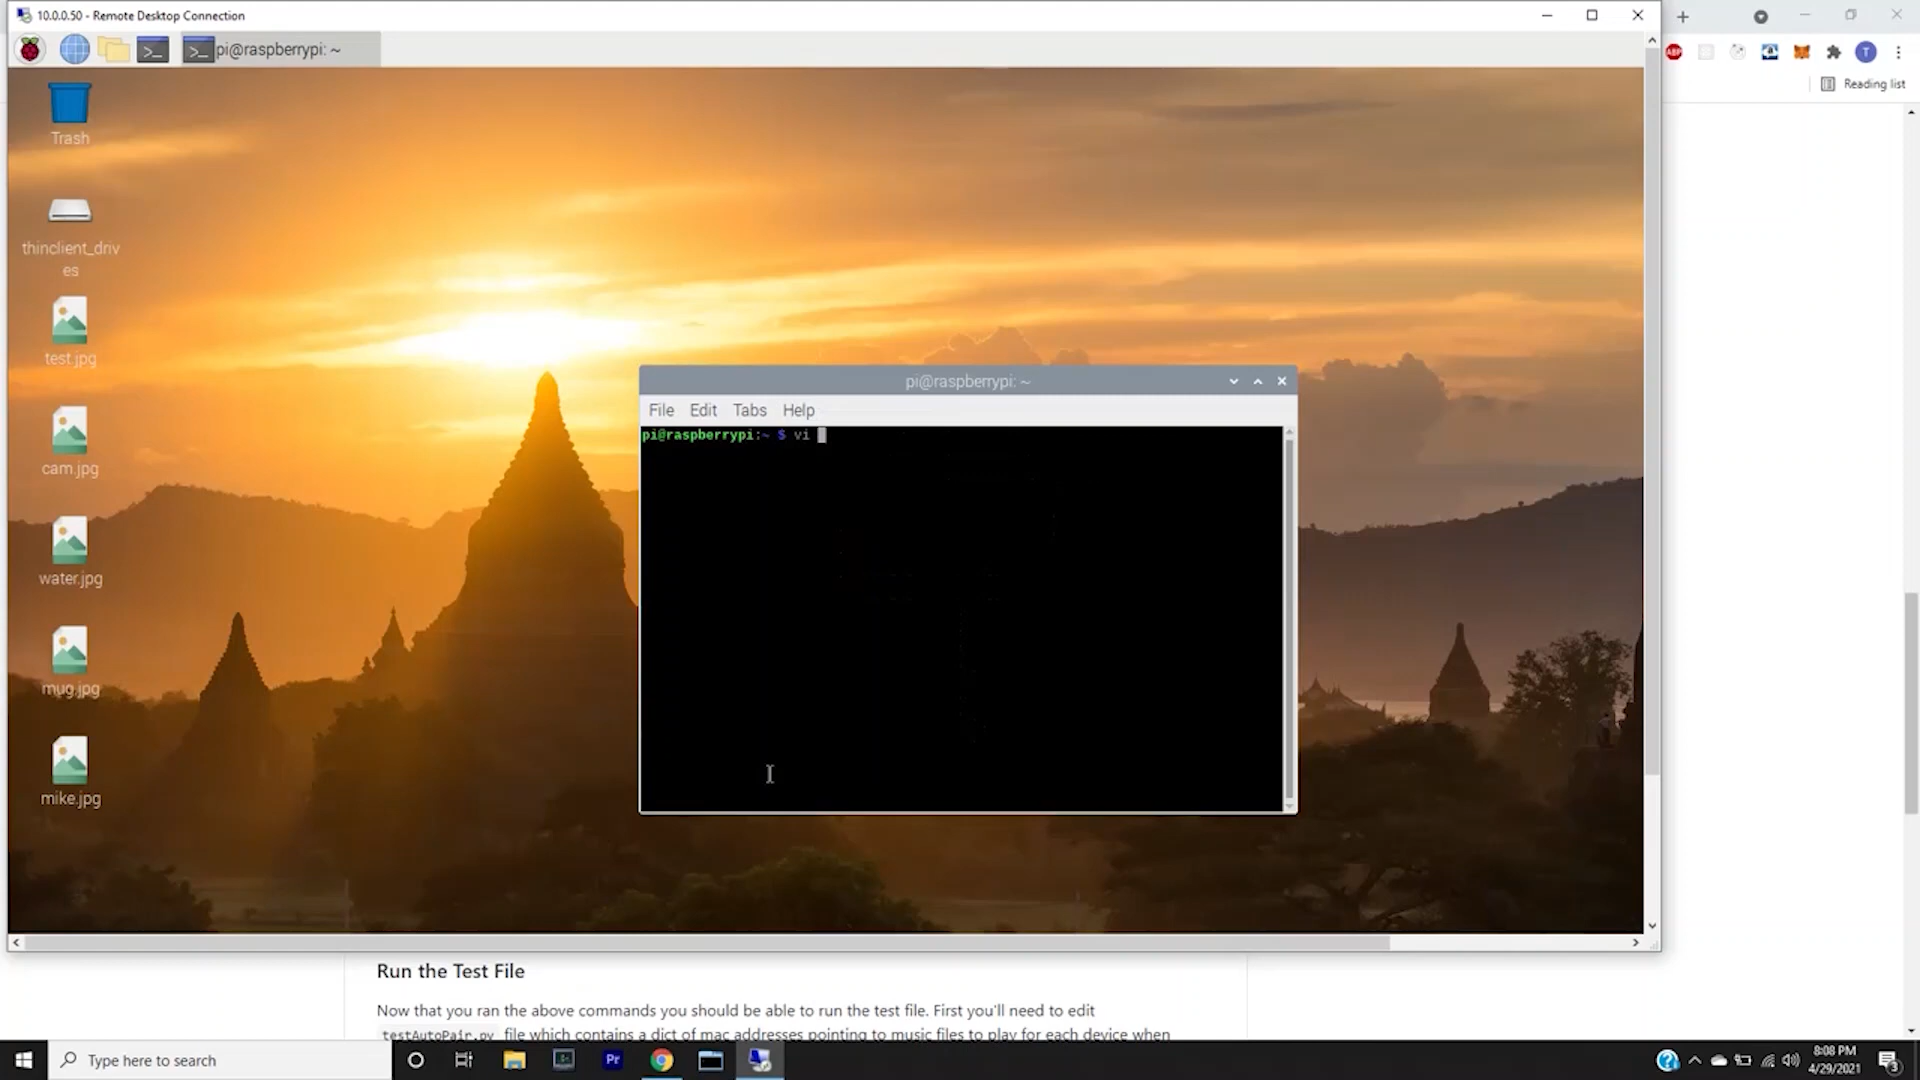 10.0.0.50 - Remote Desktop Connection
pi@raspberrypi: ~
ABP
T
Reading list
Trash
thinclient_driv
es
test.jpg
cam.jpg
water.jpg
mug.jpg
mike.jpg
pi@raspberrypi: ~
File Edit Tabs Help
pi@raspberrypi:~ $ vi
Run the Test File
Now that you ran the above commands you should be able to run the test file. First you'll need to edit
testAutoPair.py file which contains a dict of mac addresses pointing to music files to play for each device when
Type here to search
Pr
8:08 PM
4/29/2021
3